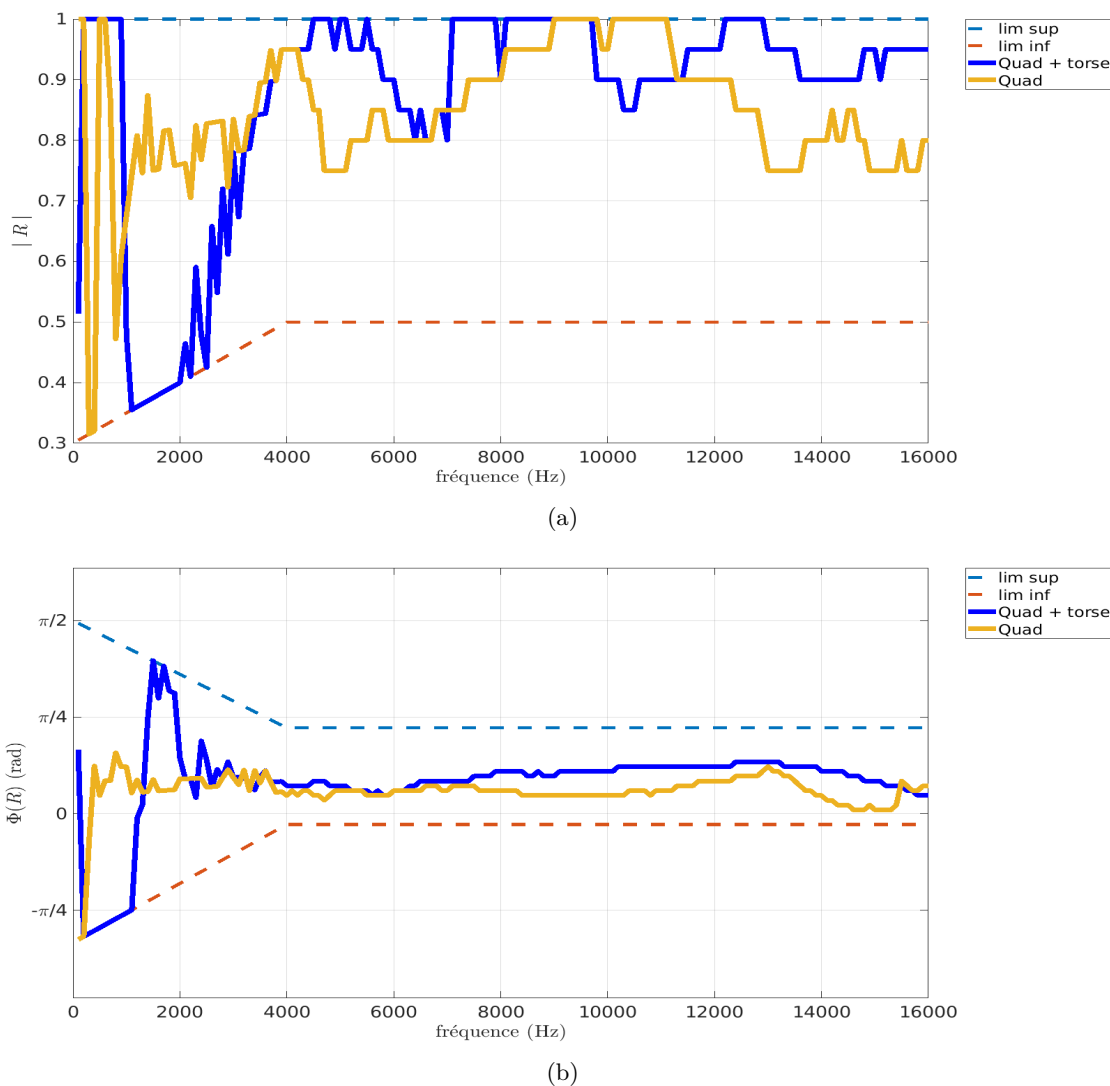 1
0.9
0.8
0.7
0.6
0.5
0.4
0.3
| R |
0 2000 4000 6000 8000 10000 12000 14000 16000
fréquence (Hz)
lim sup
lim inf
Quad + torse
Quad
(a)
π/2
π/4
0
-π/4
Φ(R) (rad)
0 2000 4000 6000 8000 10000 12000 14000 16000
fréquence (Hz)
lim sup
lim inf
Quad + torse
Quad
(b)